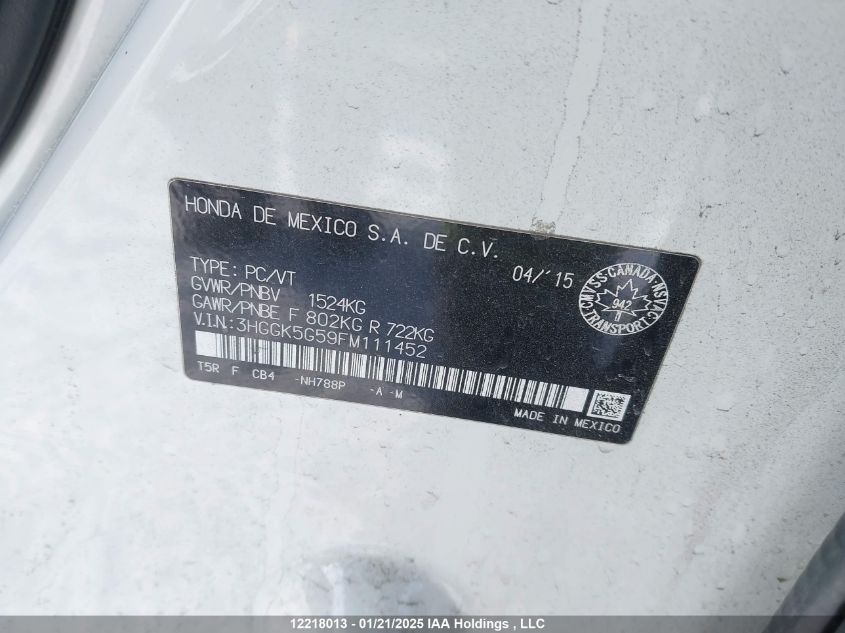 HONDA DE MEXICO S.A. DE C.V.
04/'15
TYPE: PC/VT
GVWR/PNBV 1524KG
GAWR/PNBE F 802KG R 722KG
V.I.N: 3HGGK5G59FM111452
T5R F CB4 -NH788P -A -M
MADE IN MEXICO
CMVSS-CANADA-NSVAC
942
TRANSPORT
12218013 - 01/21/2025 IAA Holdings , LLC